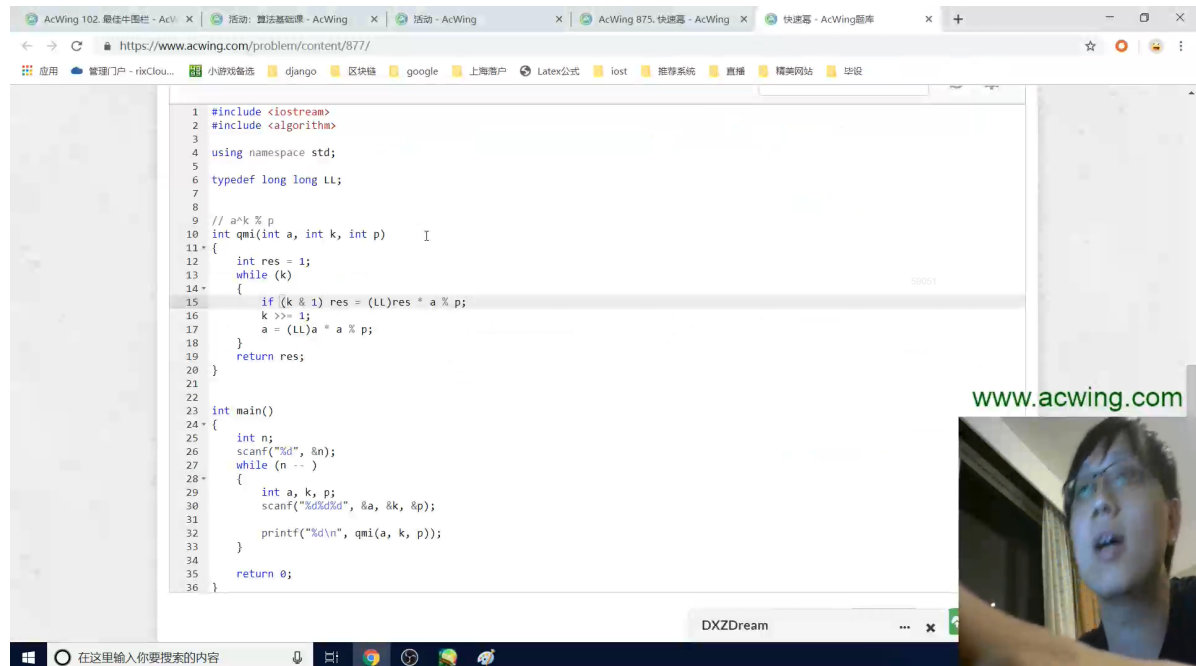 AcWing 102. 最佳牛围栏 - AcW
活动：算法基础课 - AcWing
活动 - AcWing
AcWing 875. 快速幂 - AcWing
快速幂 - AcWing题库
https://www.acwing.com/problem/content/877/
应用 管理门户 - rixClou... 小游戏备选 django 区块链 google 上海落户 Latex公式 iost 推荐系统 直播 精美网站 毕设
1 #include <iostream>
2 #include <algorithm>
3
4 using namespace std;
5
6 typedef long long LL;
7
8
9 // a^k % p
10 int qmi(int a, int k, int p)
11 {
12 int res = 1;
13 while (k)
14 {
15 if (k & 1) res = (LL)res * a % p;
16 k >>= 1;
17 a = (LL)a * a % p;
18 }
19 return res;
20 }
21
22
23 int main()
24 {
25 int n;
26 scanf("%d", &n);
27 while (n -- )
28 {
29 int a, k, p;
30 scanf("%d%d%d", &a, &k, &p);
31
32 printf("%d\n", qmi(a, k, p));
33 }
34
35 return 0;
36 }
www.acwing.com
DXZDream
在这里输入你要搜索的内容